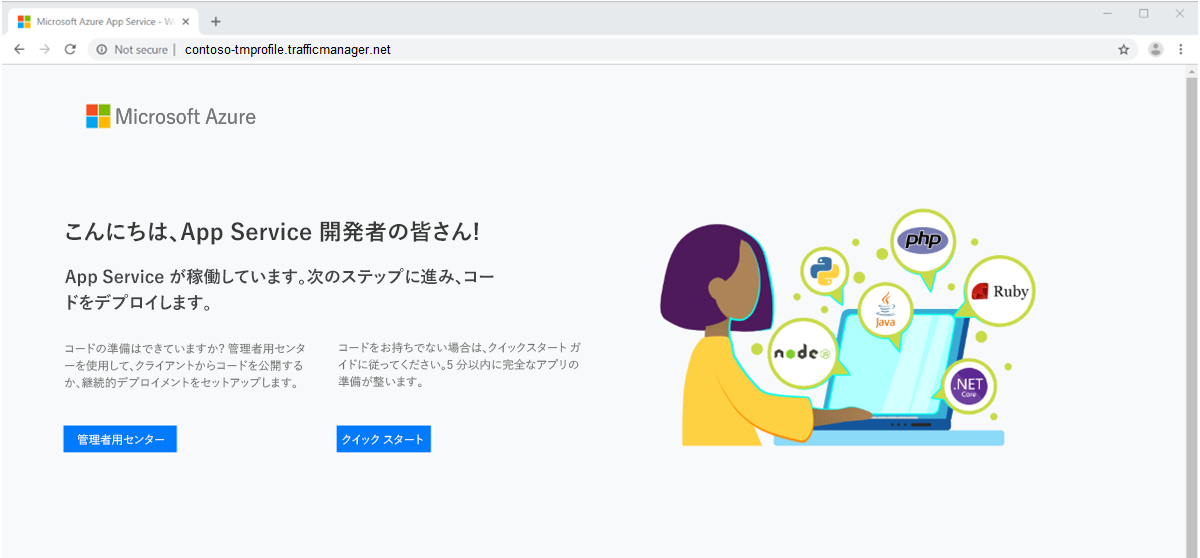 Microsoft Azure App Service - We
Not secure | contoso-tmprofile.trafficmanager.net
Microsoft Azure
こんにちは、App Service 開発者の皆さん!
App Service が稼働しています。次のステップに進み、コー
ドをデプロイします。
コードの準備はできていますか? 管理者用センタ
ーを使用して、クライアントからコードを公開する
か、継続的デプロイメントをセットアップします。
管理者用センター
コードをお持ちでない場合は、クイックスタート ガ
イドに従ってください。5 分以内に完全なアプリの
準備が整います。
クイック スタート
php
Java
Ruby
node
JS
.NET
Core